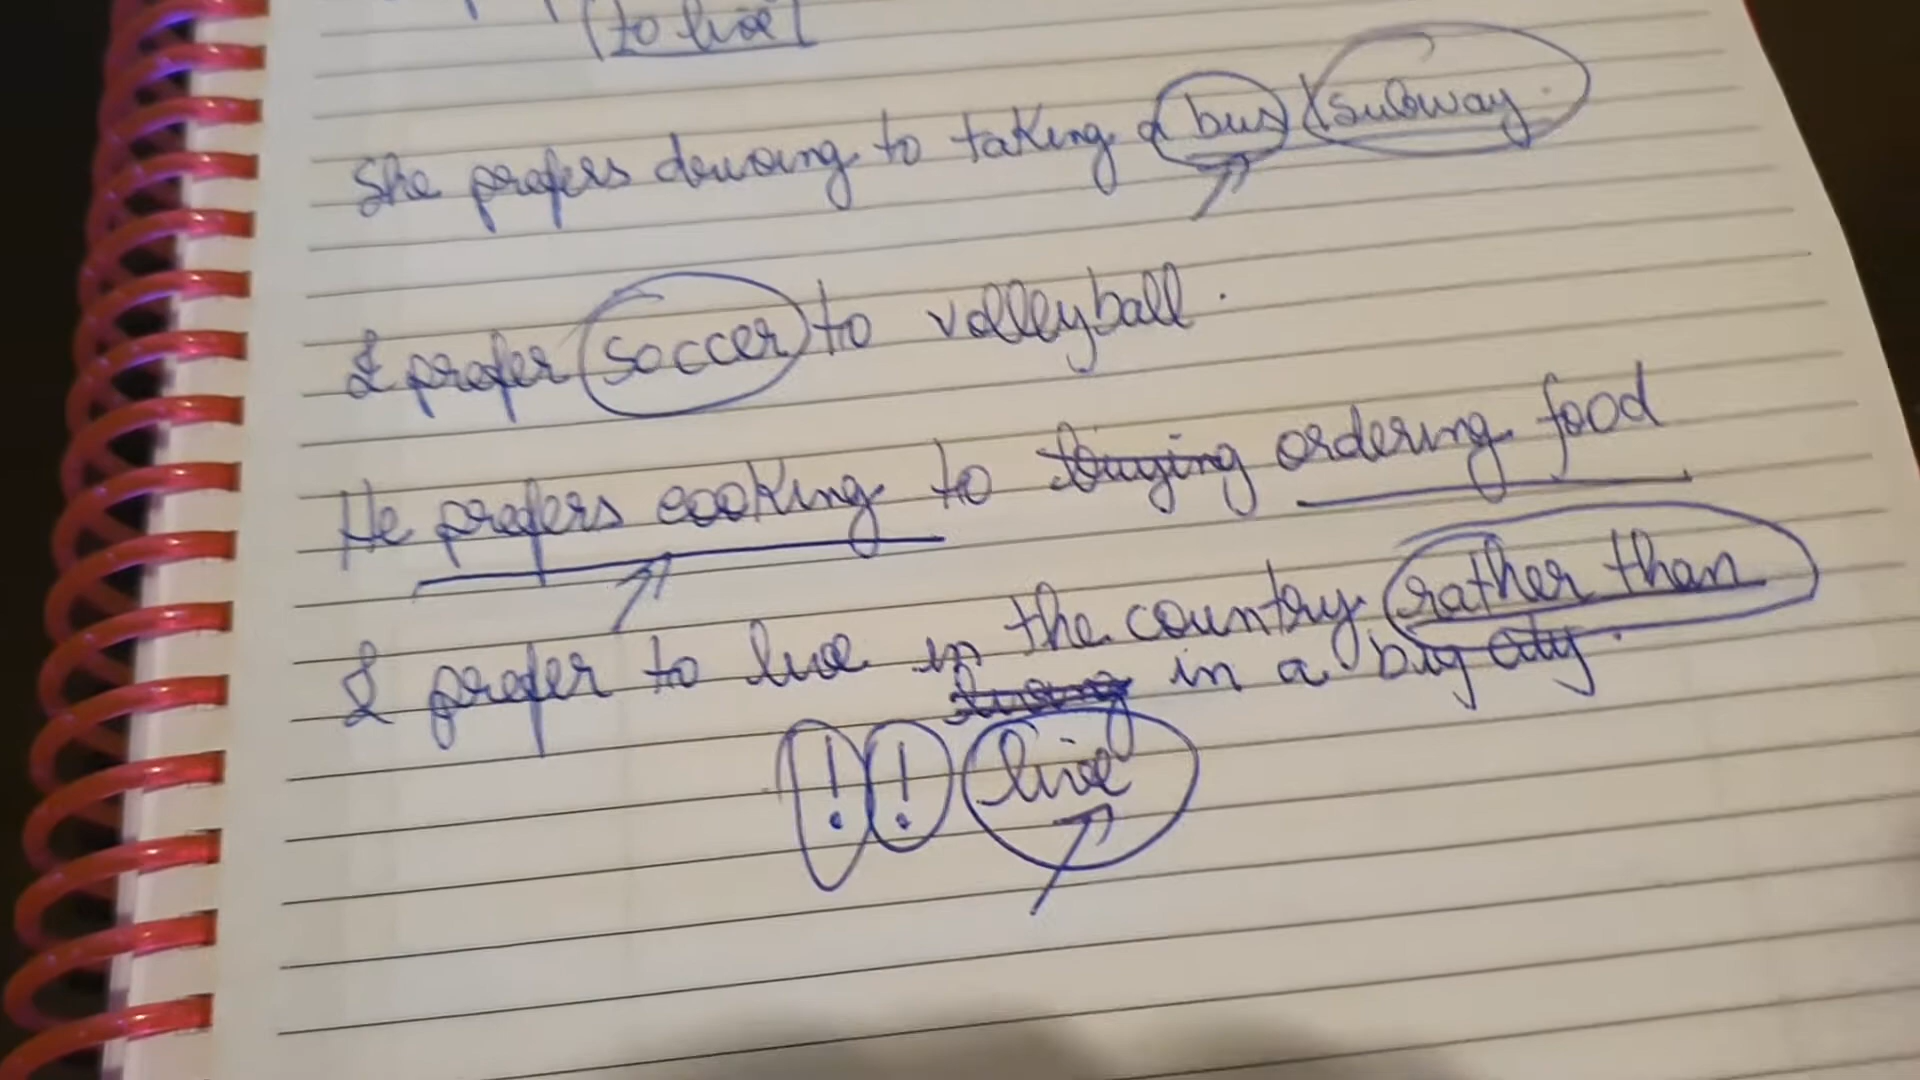 (to live)
She prefers driving to taking a bus / subway.
I prefer soccer to volleyball.
He prefers cooking to buying ordering food
I prefer to live in the country rather than
living in a big city.
! ! live